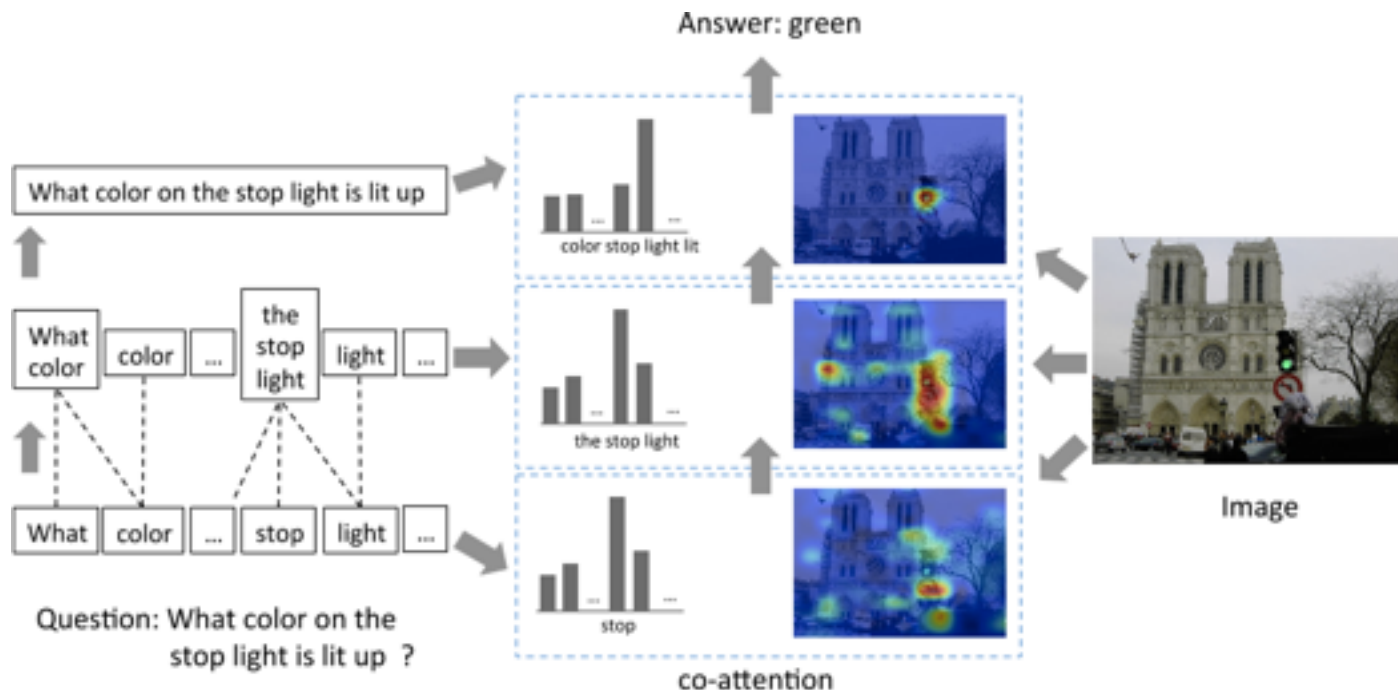 Answer: green
What color on the stop light is lit up
...
...
color stop light lit
What
color
color
...
the
stop
light
light
...
...
...
the stop light
What
color
...
stop
light
...
...
...
stop
Image
Question: What color on the
stop light is lit up ?
co-attention